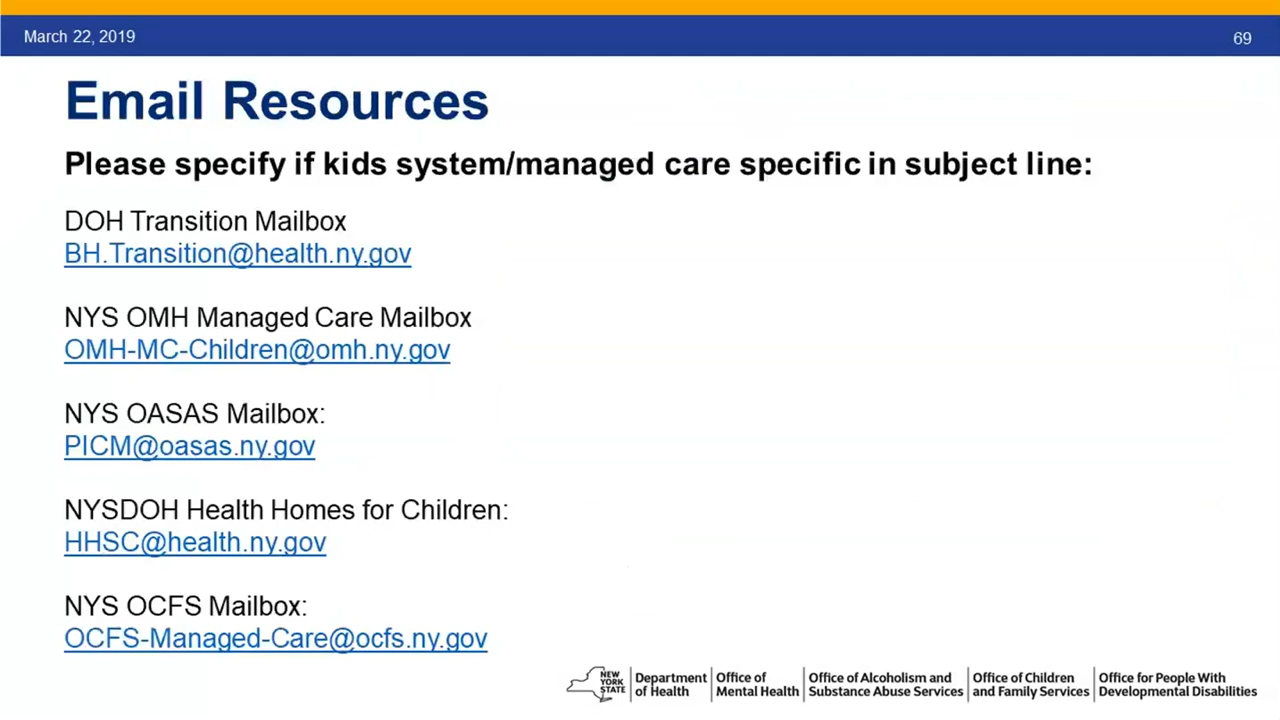 March 22, 2019
69
Email Resources
Please specify if kids system/managed care specific in subject line:
DOH Transition Mailbox
BH.Transition@health.ny.gov
NYS OMH Managed Care Mailbox
OMH-MC-Children@omh.ny.gov
NYS OASAS Mailbox:
PICM@oasas.ny.gov
NYSDOH Health Homes for Children:
HHSC@health.ny.gov
NYS OCFS Mailbox:
OCFS-Managed-Care@ocfs.ny.gov
NEW
YORK
STATE
Department
of Health
Office of
Mental Health
Office of Alcoholism and
Substance Abuse Services
Office of Children
and Family Services
Office for People With
Developmental Disabilities